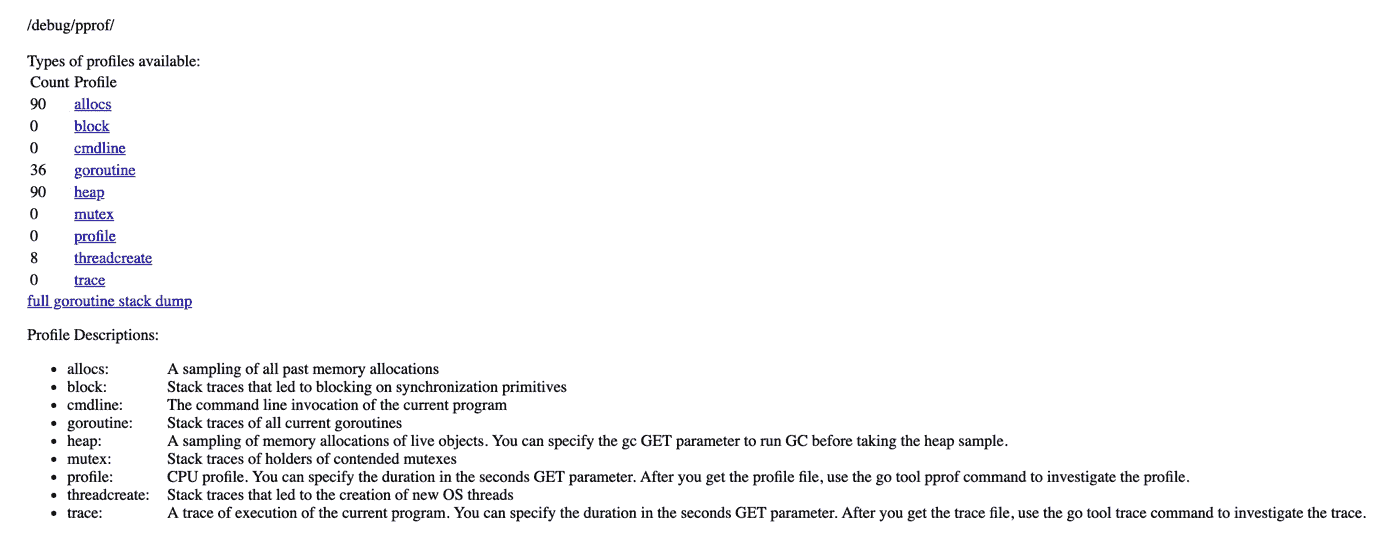 /debug/pprof/
Types of profiles available:
Count Profile
90 allocs
0 block
0 cmdline
36 goroutine
90 heap
0 mutex
0 profile
8 threadcreate
0 trace
full goroutine stack dump
Profile Descriptions:
• allocs: A sampling of all past memory allocations
• block: Stack traces that led to blocking on synchronization primitives
• cmdline: The command line invocation of the current program
• goroutine: Stack traces of all current goroutines
• heap: A sampling of memory allocations of live objects. You can specify the gc GET parameter to run GC before taking the heap sample.
• mutex: Stack traces of holders of contended mutexes
• profile: CPU profile. You can specify the duration in the seconds GET parameter. After you get the profile file, use the go tool pprof command to investigate the profile.
• threadcreate: Stack traces that led to the creation of new OS threads
• trace: A trace of execution of the current program. You can specify the duration in the seconds GET parameter. After you get the trace file, use the go tool trace command to investigate the trace.